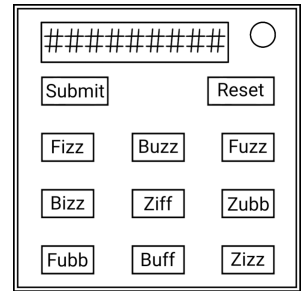 #########
Submit Reset
Fizz Buzz Fuzz
Bizz Ziff Zubb
Fubb Buff Zizz